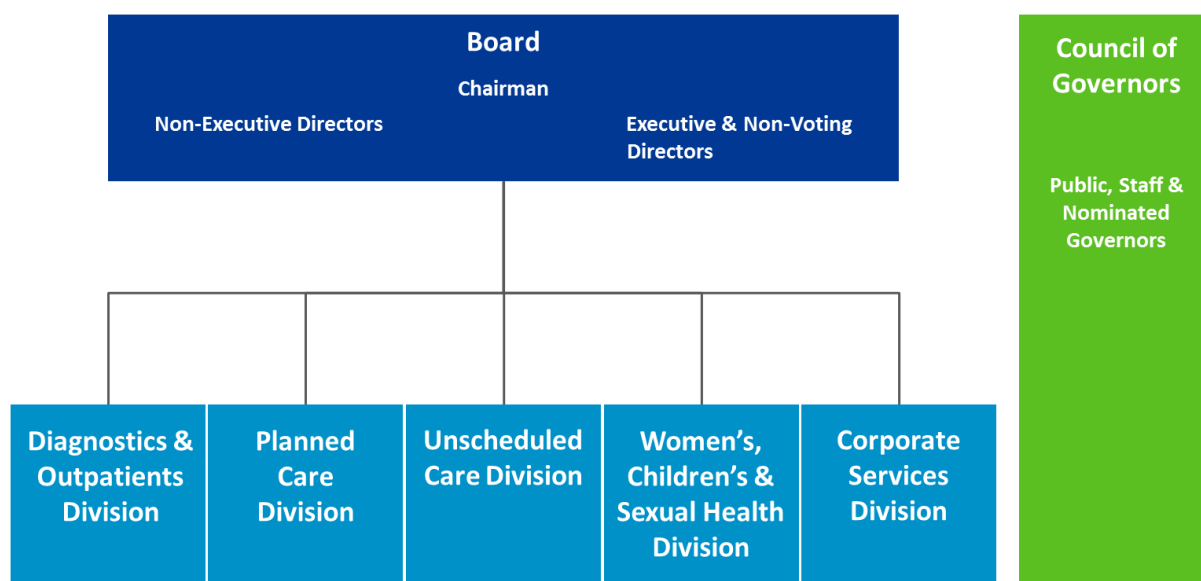 Board
Chairman
Non-Executive Directors
Executive & Non-Voting
Directors
Council of
Governors
Public, Staff &
Nominated
Governors
Diagnostics &
Outpatients
Division
Planned
Care
Division
Unscheduled
Care Division
Women’s,
Children’s &
Sexual Health
Division
Corporate
Services
Division